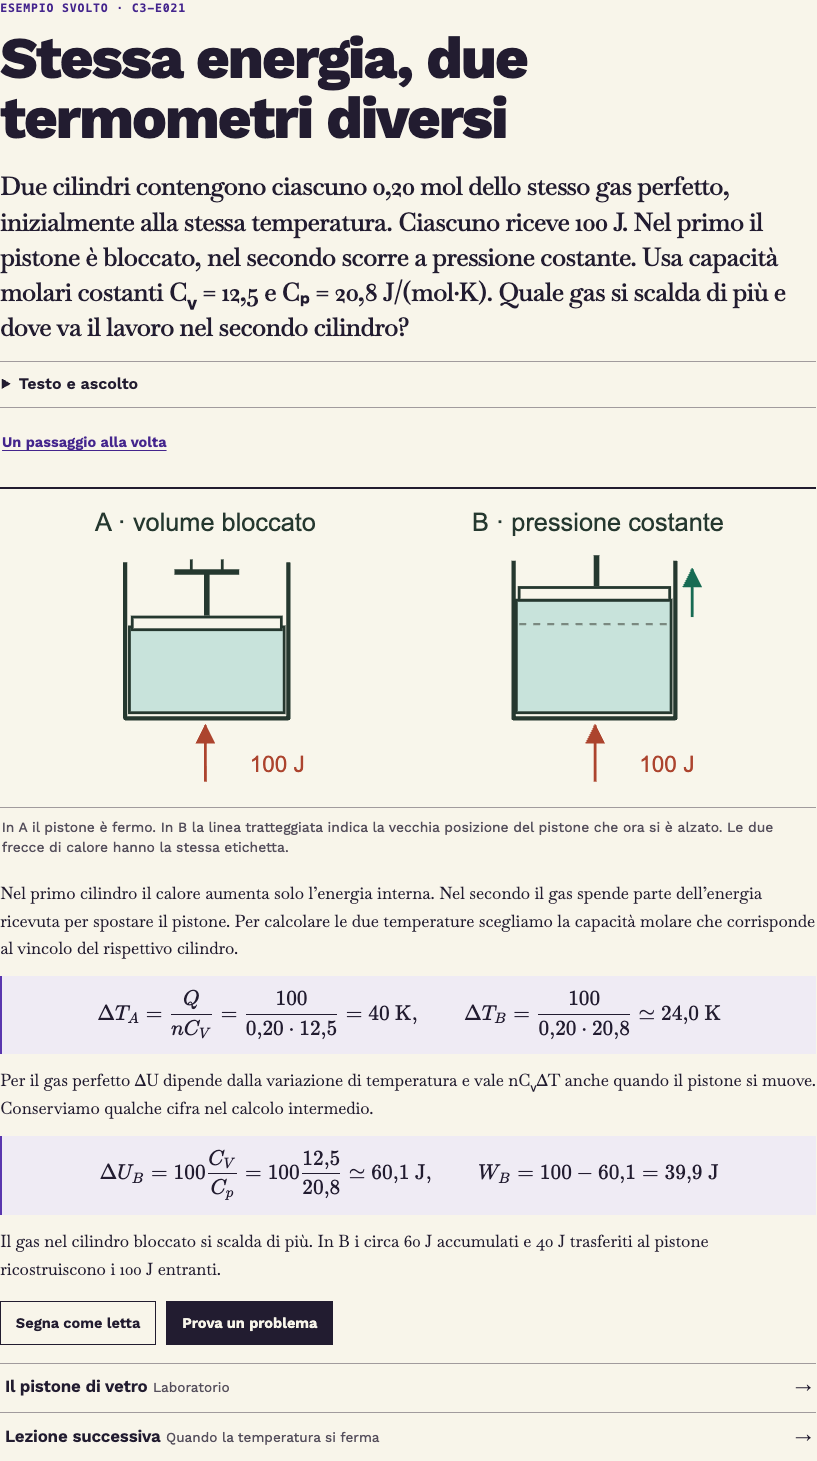 ESEMPIO SVOLTO · C3–E021
Stessa energia, due
termometri diversi
Due cilindri contengono ciascuno 0,20 mol dello stesso gas perfetto,
inizialmente alla stessa temperatura. Ciascuno riceve 100 J. Nel primo il
pistone è bloccato, nel secondo scorre a pressione costante. Usa capacità
molari costanti Cᵥ = 12,5 e Cₚ = 20,8 J/(mol·K). Quale gas si scalda di più e
dove va il lavoro nel secondo cilindro?
▶ Testo e ascolto
Un passaggio alla volta
A · volume bloccato
B · pressione costante
100 J
100 J
In A il pistone è fermo. In B la linea tratteggiata indica la vecchia posizione del pistone che ora si è alzato. Le due
frecce di calore hanno la stessa etichetta.
Nel primo cilindro il calore aumenta solo l’energia interna. Nel secondo il gas spende parte dell’energia
ricevuta per spostare il pistone. Per calcolare le due temperature scegliamo la capacità molare che corrisponde
al vincolo del rispettivo cilindro.
ΔT_A = Q/(nC_V) = 100/(0,20 · 12,5) = 40 K, ΔT_B = 100/(0,20 · 20,8) ≃ 24,0 K
Per il gas perfetto ΔU dipende dalla variazione di temperatura e vale nCᵥΔT anche quando il pistone si muove.
Conserviamo qualche cifra nel calcolo intermedio.
ΔU_B = 100 C_V/C_p = 100 12,5/20,8 ≃ 60,1 J, W_B = 100 − 60,1 = 39,9 J
Il gas nel cilindro bloccato si scalda di più. In B i circa 60 J accumulati e 40 J trasferiti al pistone
ricostruiscono i 100 J entranti.
Segna come letta
Prova un problema
Il pistone di vetro Laboratorio →
Lezione successiva Quando la temperatura si ferma →